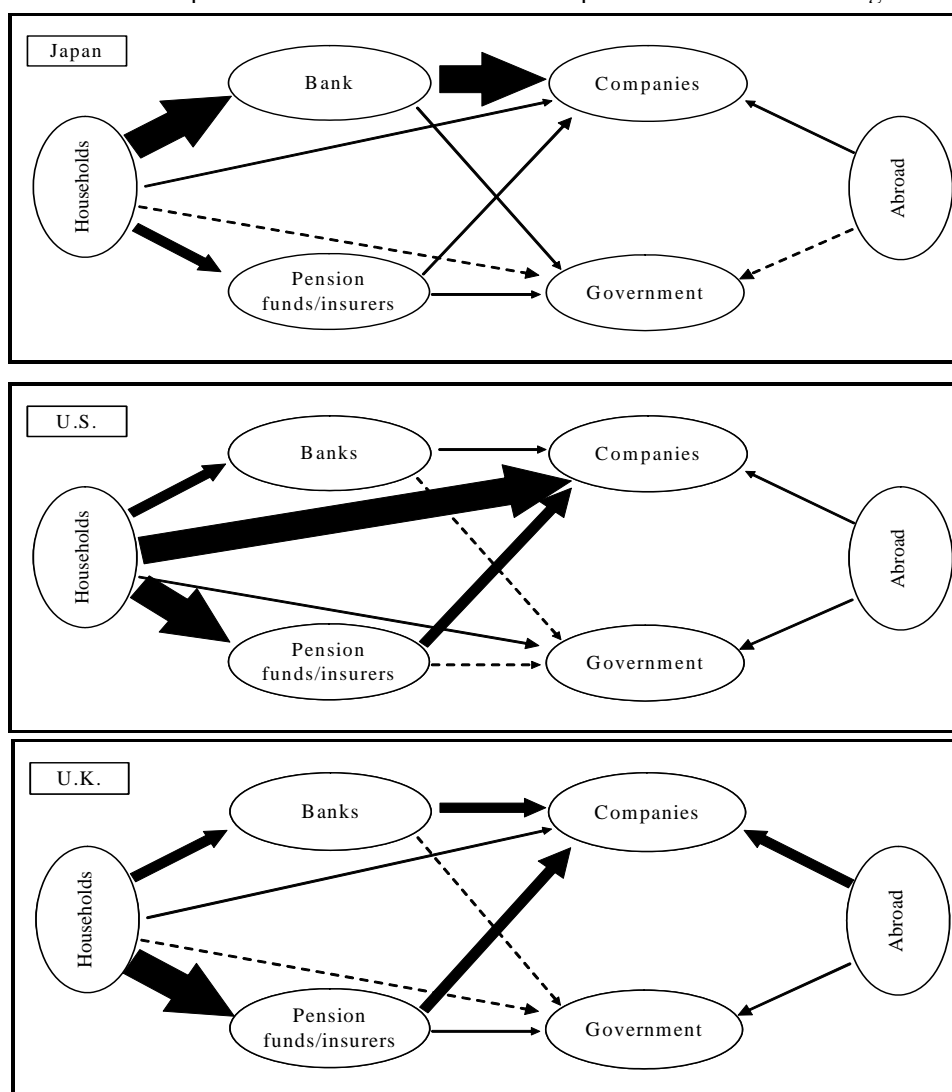 Japan
Bank
Companies
Households
Abroad
Pension
funds/insurers
Government
U.S.
Banks
Companies
Households
Abroad
Pension
funds/insurers
Government
U.K.
Banks
Companies
Households
Abroad
Pension
funds/insurers
Government